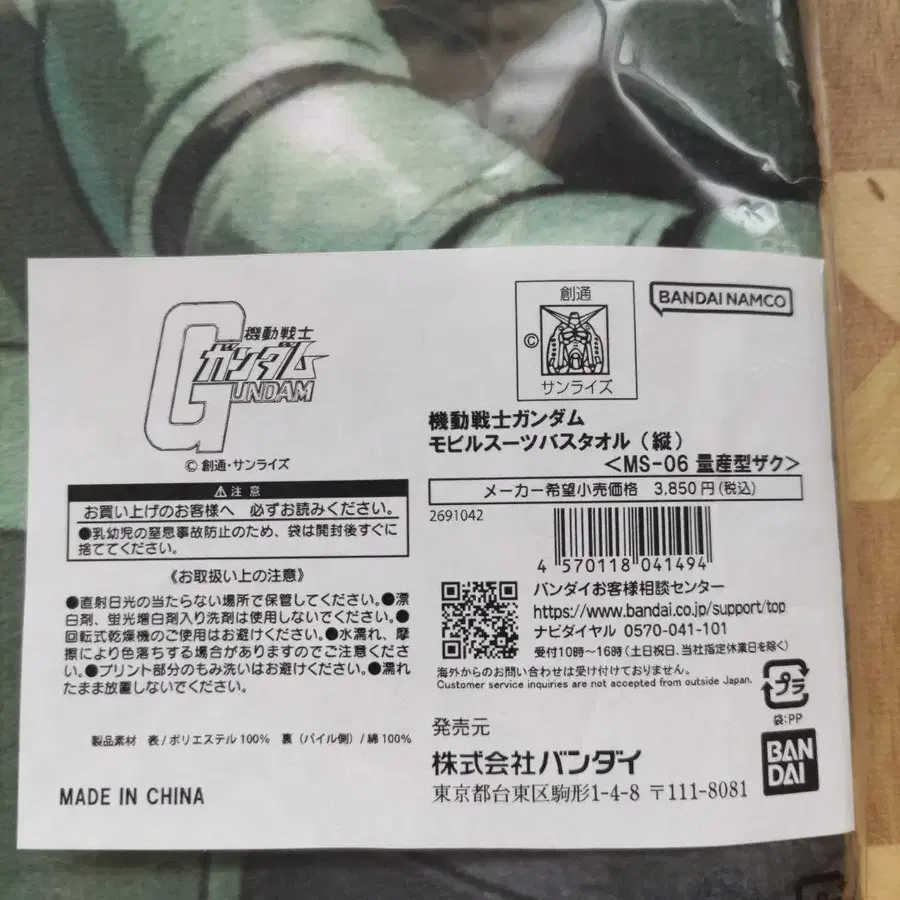 機動戦士
ガンダム
GUNDAM
© 創通・サンライズ
⚠注 意
お買い上げのお客様へ 必ずお読みください。
●乳幼児の窒息事故防止のため、袋は開封後すぐに
捨ててください。
《お取扱い上の注意》
●直射日光の当たらない場所で保管してください。●漂
白剤、蛍光増白剤入り洗剤は使用しないでください。●
回転式乾燥機のご使用はお避けください。●水濡れ、摩
擦により色落ちする場合がありますのでご注意くださ
い。●プリント部分のもみ洗いはお避けください。●濡れ
たまま放置しないでください。
製品素材 表/ポリエステル100% 裏(パイル側)/綿100%
MADE IN CHINA
創通
©
サンライズ
BANDAI NAMCO
機動戦士ガンダム
モビルスーツバスタオル(縦)
<MS-06 量産型ザク>
メーカー希望小売価格 3,850円(税込)
2691042
4 570118 041494
バンダイお客様相談センター
https://www.bandai.co.jp/support/top
ナビダイヤル 0570-041-101
受付10時~16時(土日祝日、当社指定休業日を除く)
海外からのお問い合わせは受け付けておりません。
Customer service inquiries are not accepted from outside Japan.
プラ
袋:PP
発売元
株式会社バンダイ
東京都台東区駒形1-4-8 〒111-8081
BAN
DAI